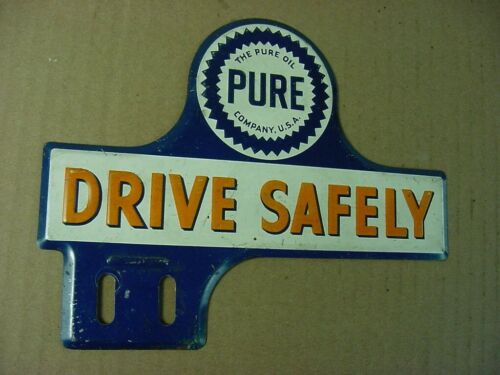 THE PURE OIL
PURE
COMPANY, U.S.A.
DRIVE SAFELY